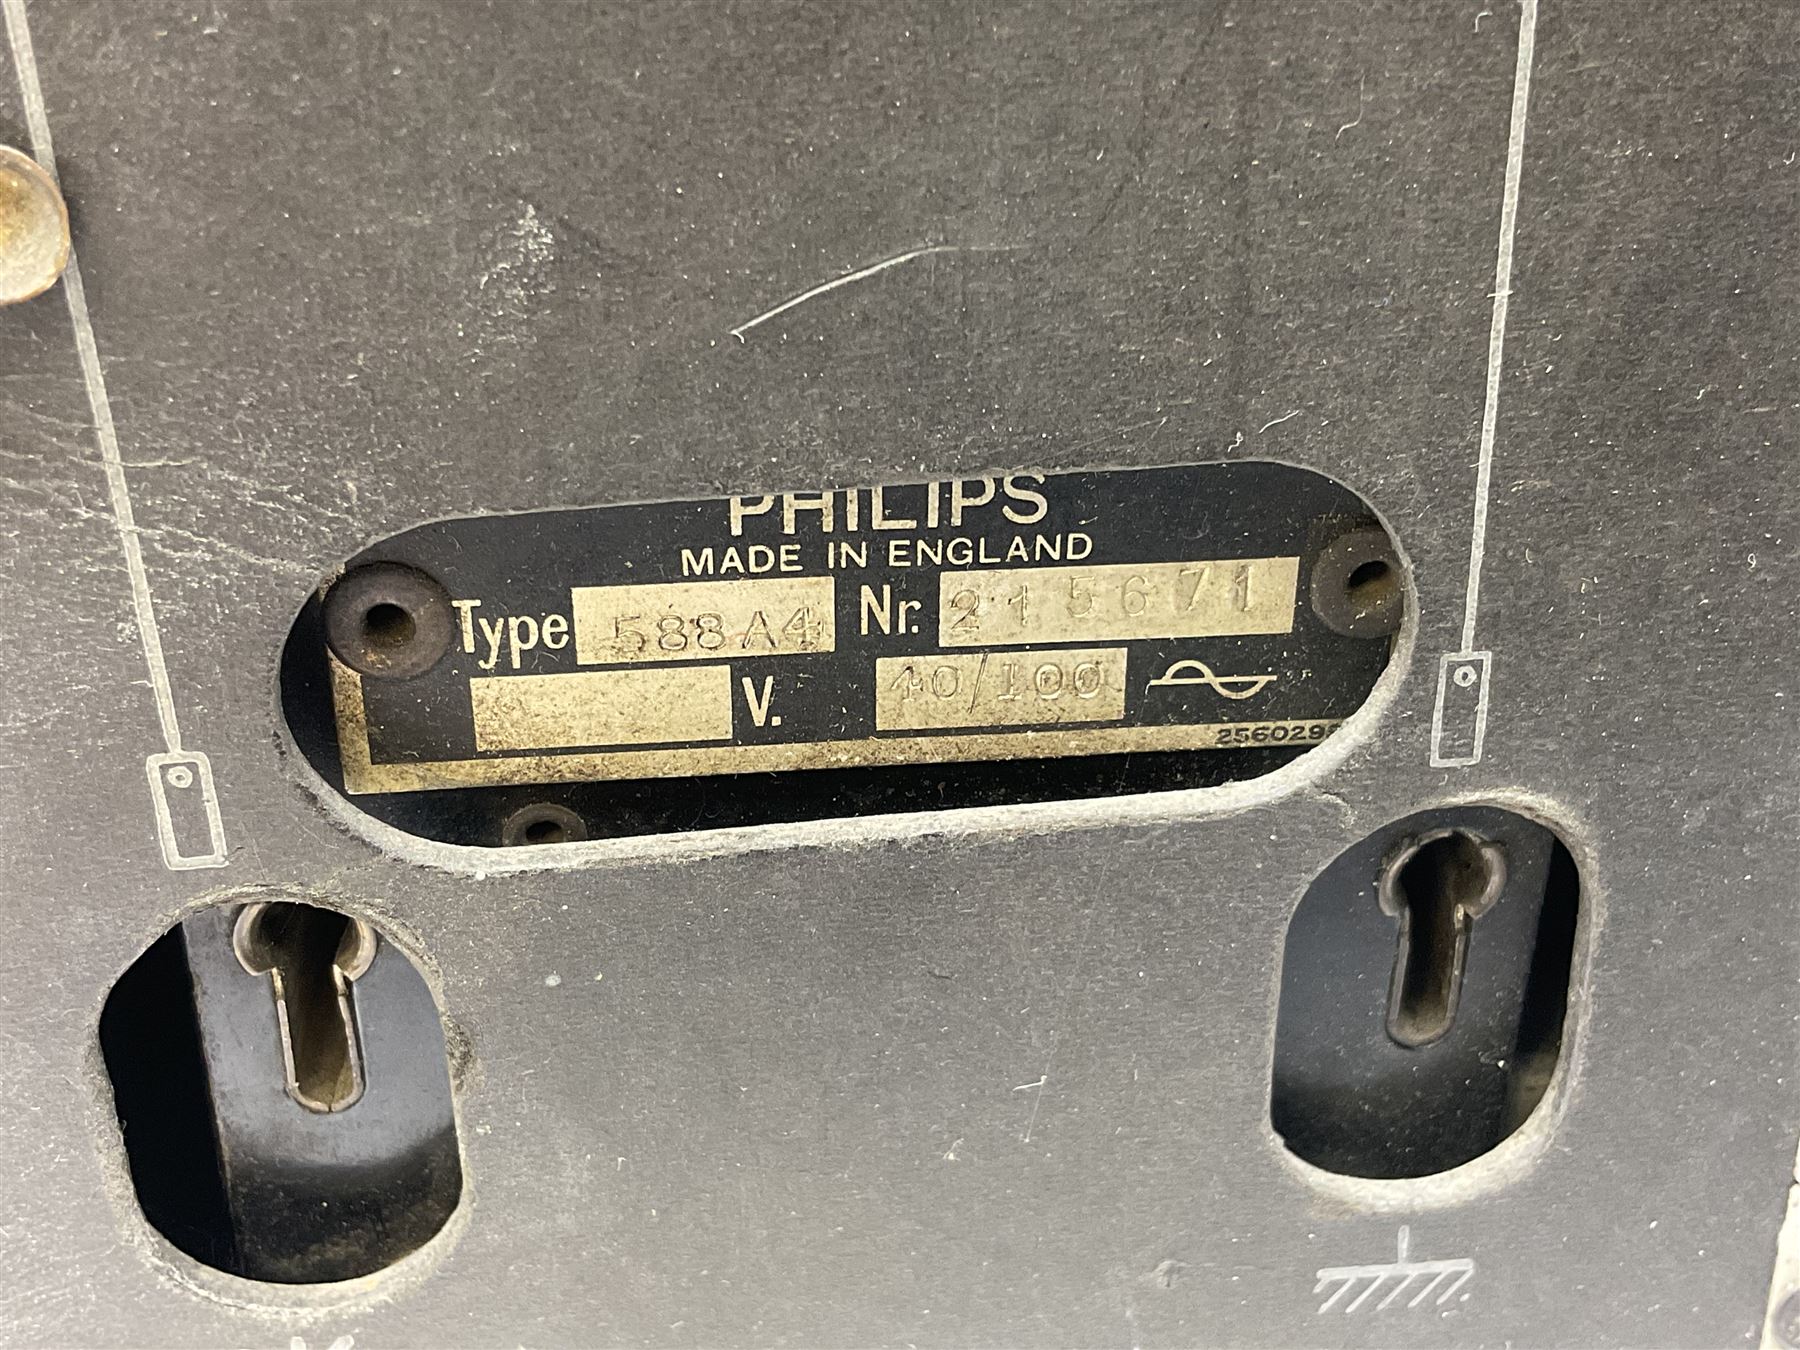 PHILIPS
MADE IN ENGLAND
Type 588A4 Nr. 215671
V. 40/100
256029